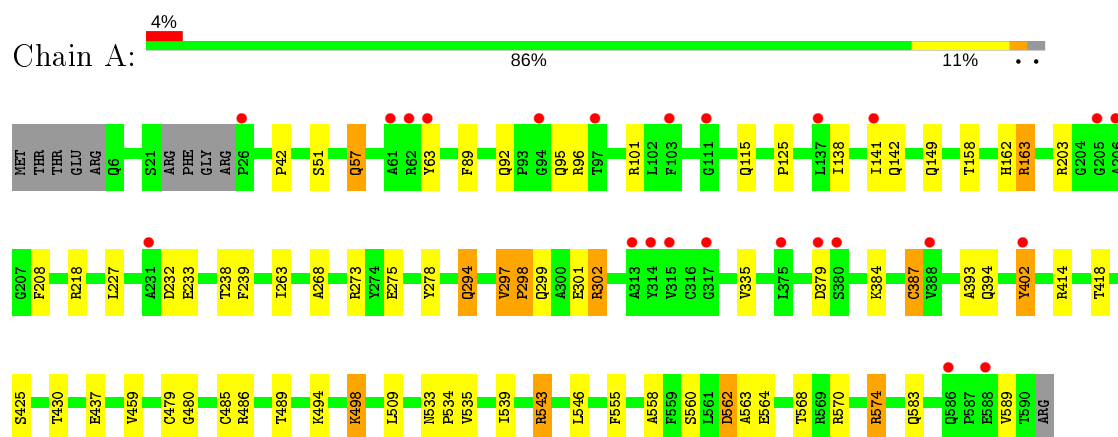 4%
Chain A:
86% 11% • •
MET THR THR GLU ARG Q6 S21 ARG PHE GLY ARG P26 P42 S51 Q57 A61 R62 Y63 F89 Q92 P93 G94 Q95 R96 T97 R101 L102 F103 G111 Q115 P125 L137 I138 I141 Q142 Q149 T158 H162 R163 R203 G204 G205 A206
G207 F208 R218 L227 A231 D232 E233 T238 F239 I263 A268 R273 Y274 E275 Y278 Q294 V297 P298 Q299 A300 E301 R302 A313 Y314 V315 C316 G317 V335 L375 D379 S380 K384 C387 V388 A393 Q394 Y402 R414 T418
S425 T430 E437 V459 C479 G480 C485 R486 T489 K494 K498 L509 N533 P534 V535 I539 R543 L546 F555 A558 F559 S560 L561 D562 A563 E564 T568 R569 R570 R574 Q583 Q586 P587 E588 V589 T590 ARG